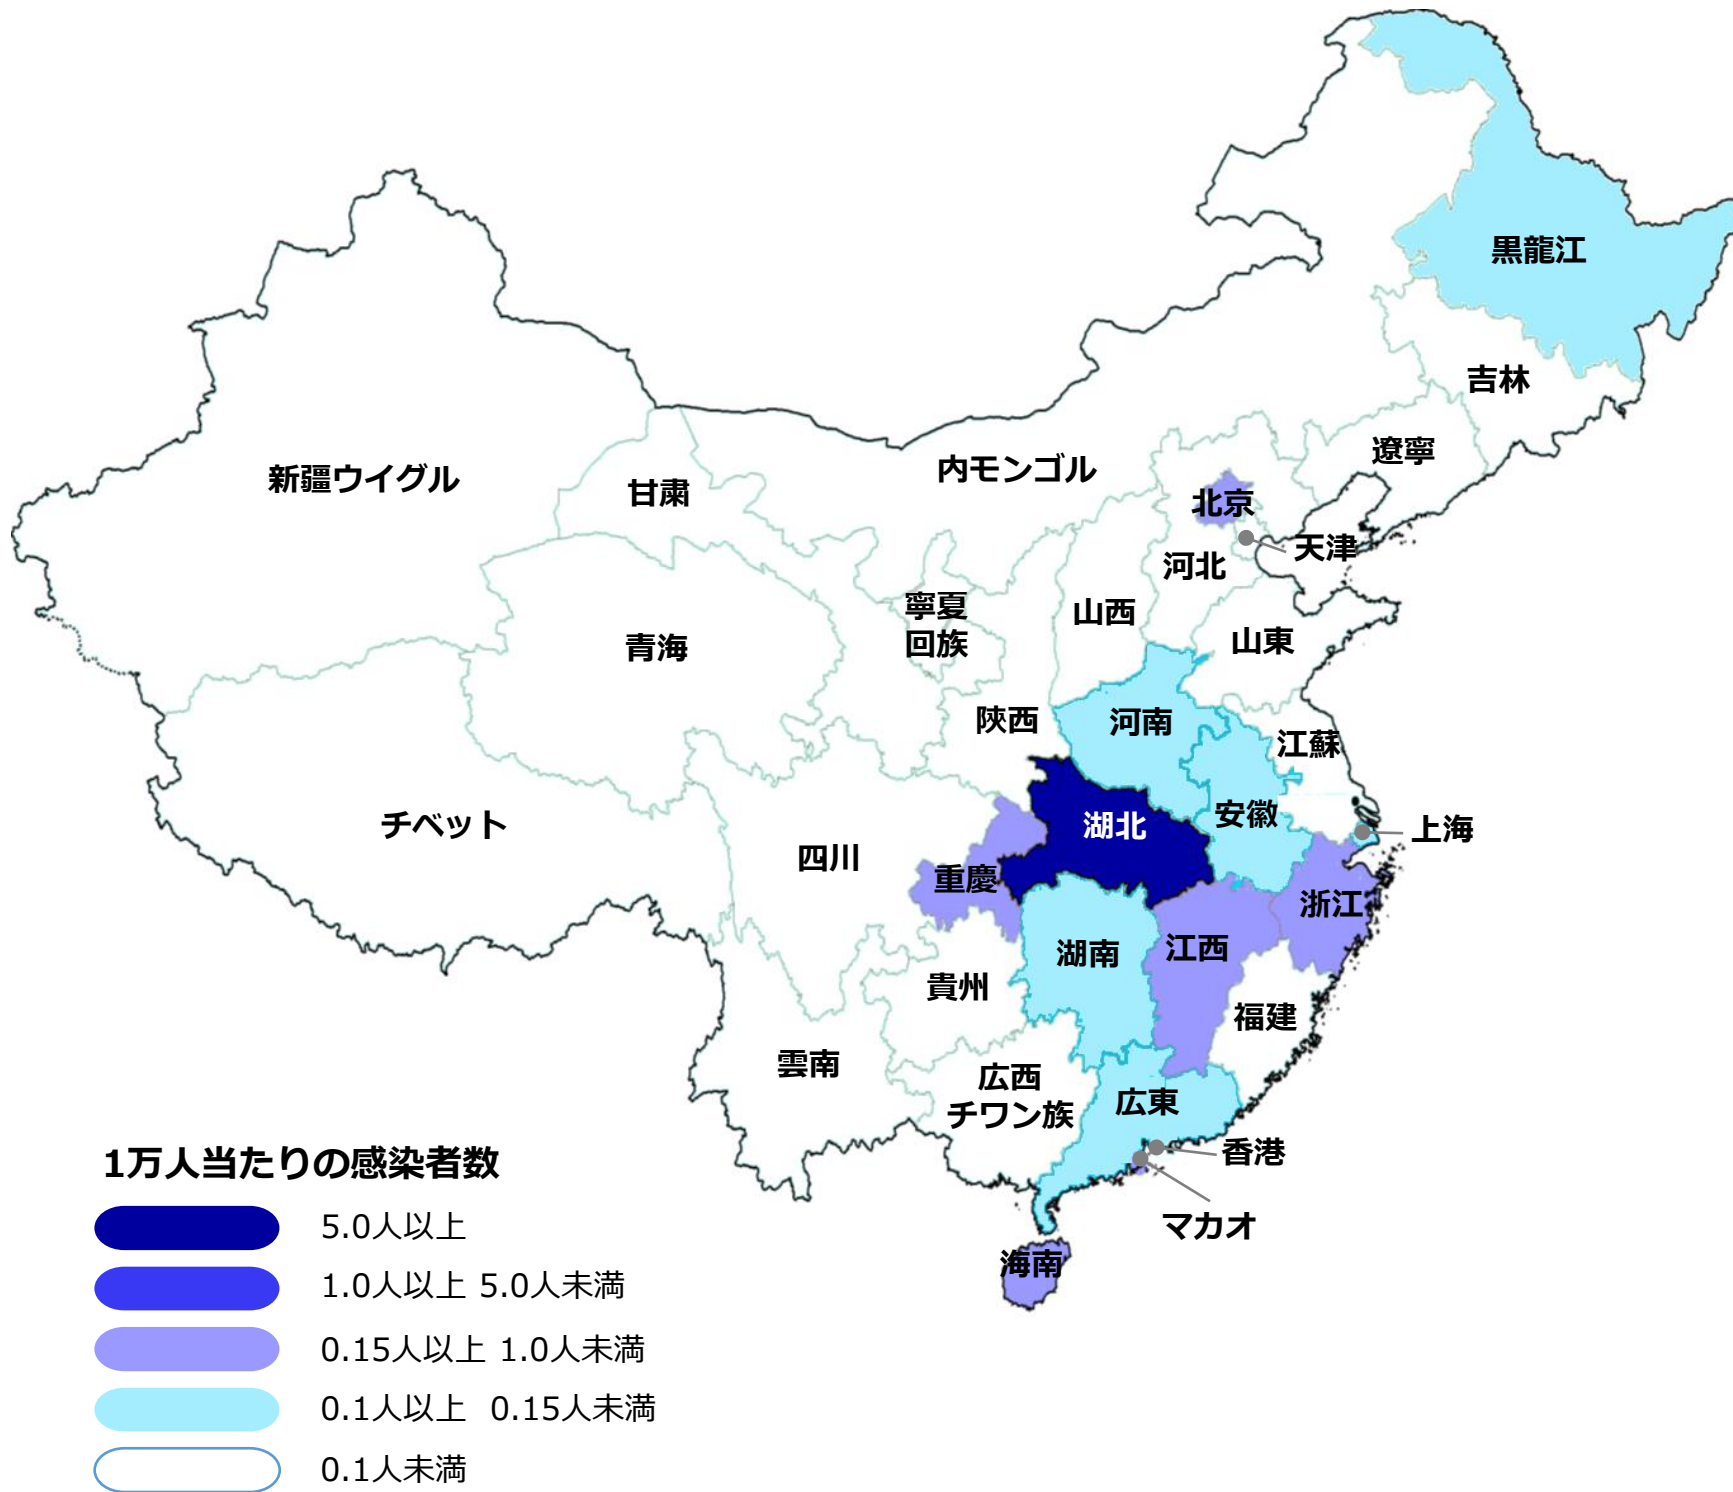 黒龍江
吉林
遼寧
内モンゴル
新疆ウイグル
甘粛
北京
天津
河北
寧夏
回族
山西
青海
山東
陝西
河南
江蘇
チベット
四川
湖北
安徽
上海
重慶
浙江
湖南
江西
貴州
福建
雲南
広西
チワン族
広東
香港
マカオ
海南
1万人当たりの感染者数
5.0人以上
1.0人以上 5.0人未満
0.15人以上 1.0人未満
0.1人以上 0.15人未満
0.1人未満